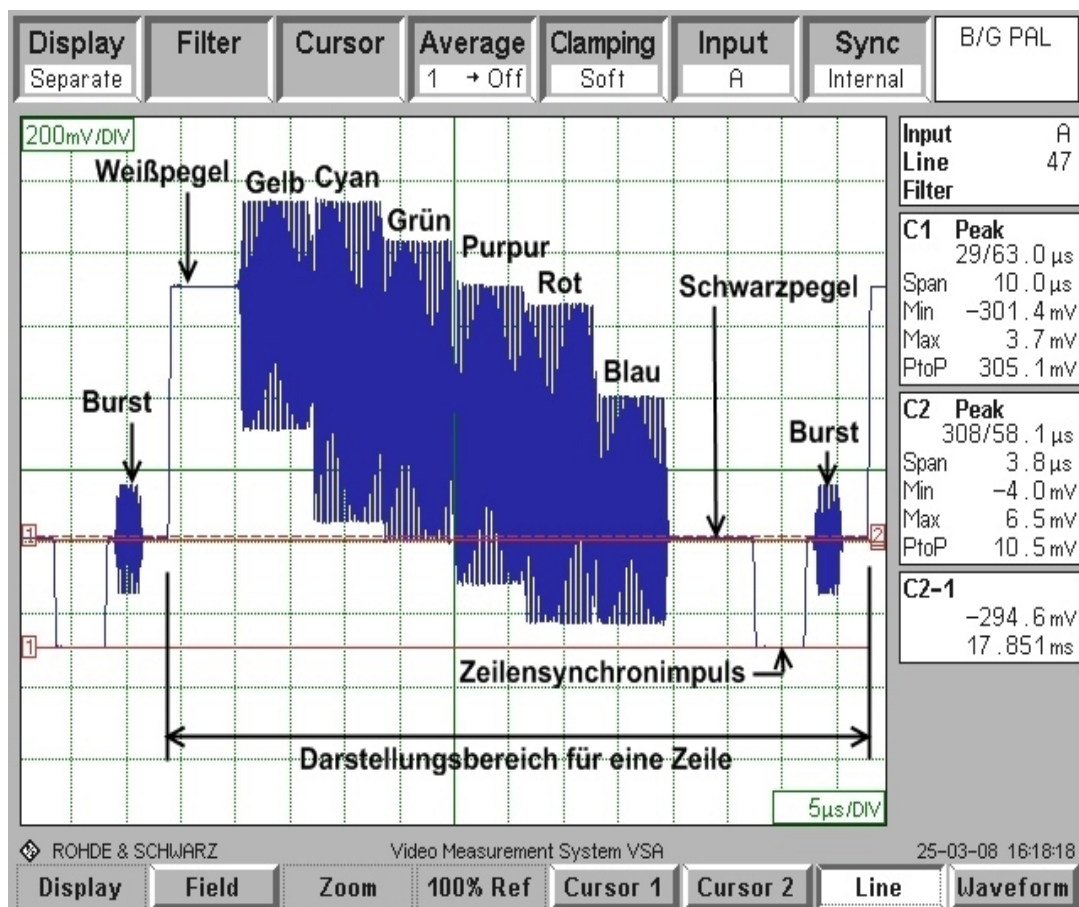 Display
Separate
Filter
Cursor
Average
1 → Off
Clamping
Soft
Input
A
Sync
Internal
B/G PAL
200mV/DIV
Weißpegel
Gelb
Cyan
Grün
Purpur
Rot
Blau
Schwarzpegel
Burst
Burst
1
2
1
Zeilensynchronimpuls
Darstellungsbereich für eine Zeile
5µs/DIV
Input A
Line 47
Filter
C1 Peak
29/63.0 µs
Span 10.0 µs
Min -301.4 mV
Max 3.7 mV
PtoP 305.1 mV
C2 Peak
308/58.1 µs
Span 3.8 µs
Min -4.0 mV
Max 6.5 mV
PtoP 10.5 mV
C2-1
-294.6 mV
17.851 ms
ROHDE & SCHWARZ
Video Measurement System VSA
25-03-08 16:18:18
Display
Field
Zoom
100% Ref
Cursor 1
Cursor 2
Line
Waveform